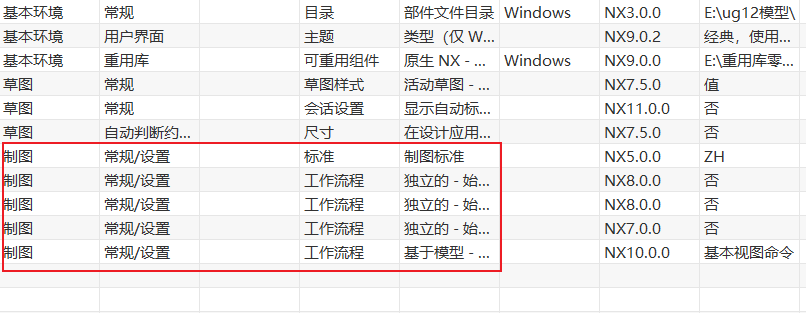 基本环境 常规 目录 部件文件目录 Windows NX3.0.0 E:\ug12模型\
基本环境 用户界面 主题 类型（仅 W... NX9.0.2 经典，使用...
基本环境 重用库 可重用组件 原生 NX - ... Windows NX9.0.0 E:\重用库零...
草图 常规 草图样式 活动草图 - ... NX7.5.0 值
草图 常规 会话设置 显示自动标... NX11.0.0 否
草图 自动判断约... 尺寸 在设计应用... NX7.5.0 否
制图 常规/设置 标准 制图标准 NX5.0.0 ZH
制图 常规/设置 工作流程 独立的 - 始... NX8.0.0 否
制图 常规/设置 工作流程 独立的 - 始... NX8.0.0 否
制图 常规/设置 工作流程 独立的 - 始... NX7.0.0 否
制图 常规/设置 工作流程 基于模型 - ... NX10.0.0 基本视图命令